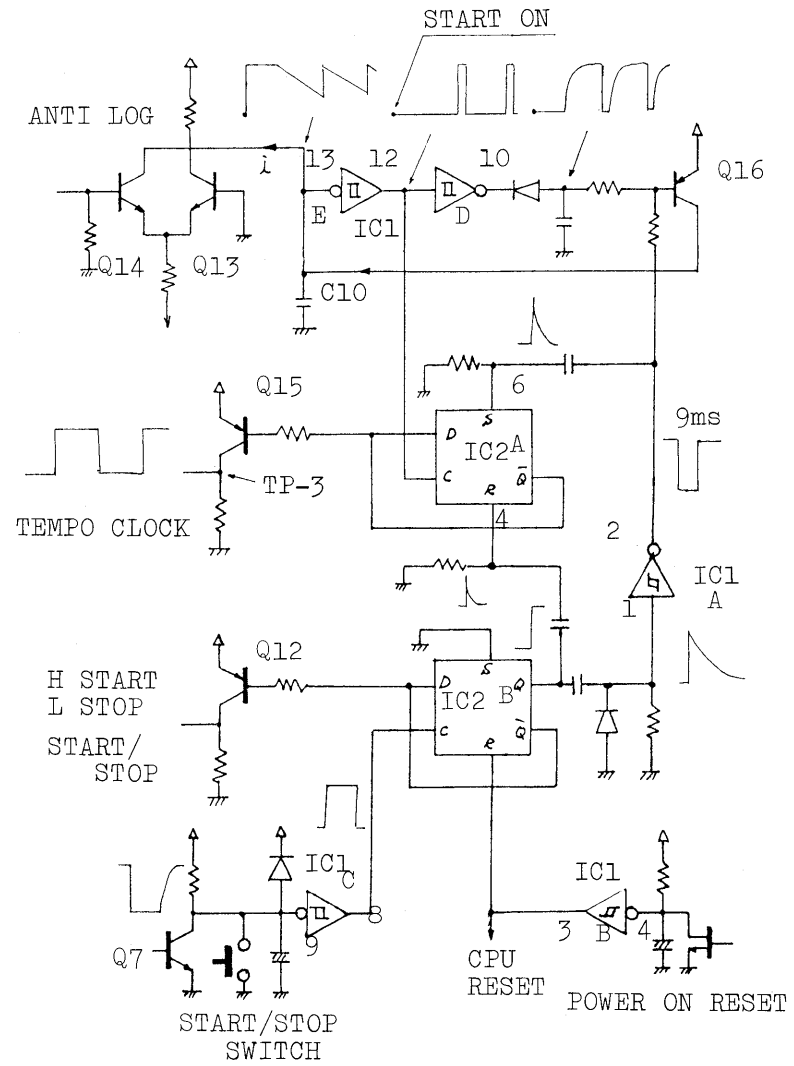 START ON
ANTI LOG
i
13
12
10
Q16
E
IC1
D
Q14
Q13
C10
Q15
6
S
D
IC2 A
C
Q̅
R
4
9ms
TP-3
TEMPO CLOCK
2
IC1
A
1
Q12
H START
L STOP
START/
STOP
S
D
IC2 B
Q
C
Q̅
R
IC1
C
8
9
Q7
START/STOP
SWITCH
IC1
B
3
4
CPU
RESET
POWER ON RESET